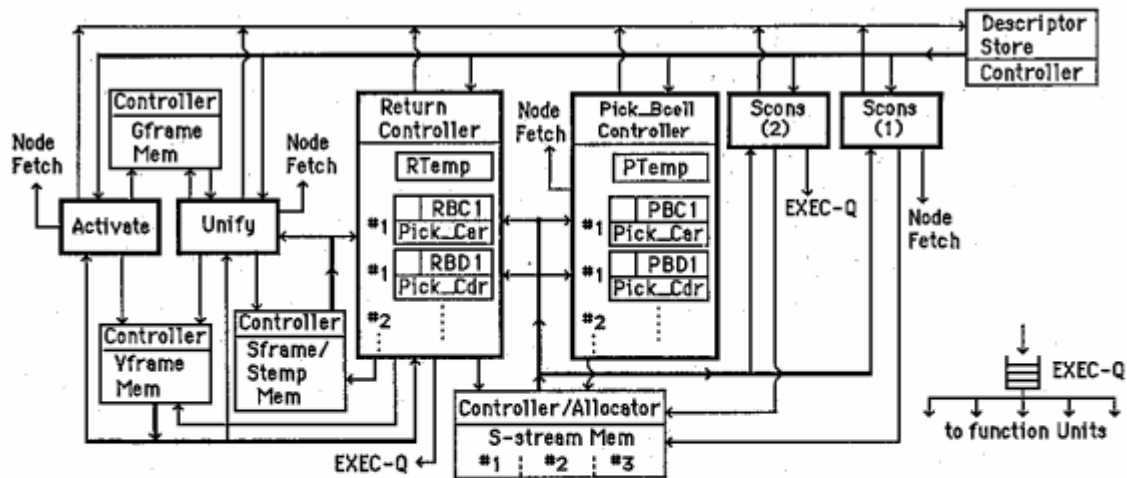 Descriptor
Store
Controller
Controller
Gframe
Mem
Node
Fetch
Activate
Unify
Node
Fetch
Return
Controller
RTemp
#1
RBC1
Pick_Car
#1
RBD1
Pick_Cdr
#2
Node
Fetch
Pick_Bcell
Controller
PTemp
#1
PBC1
Pick_Car
#1
PBD1
Pick_Cdr
#2
Scons
(2)
Scons
(1)
EXEC-Q
Node
Fetch
Controller
Vframe
Mem
Controller
Sframe/
Stemp
Mem
Controller/Allocator
S-stream Mem
#1 #2 #3
EXEC-Q
EXEC-Q
to function Units